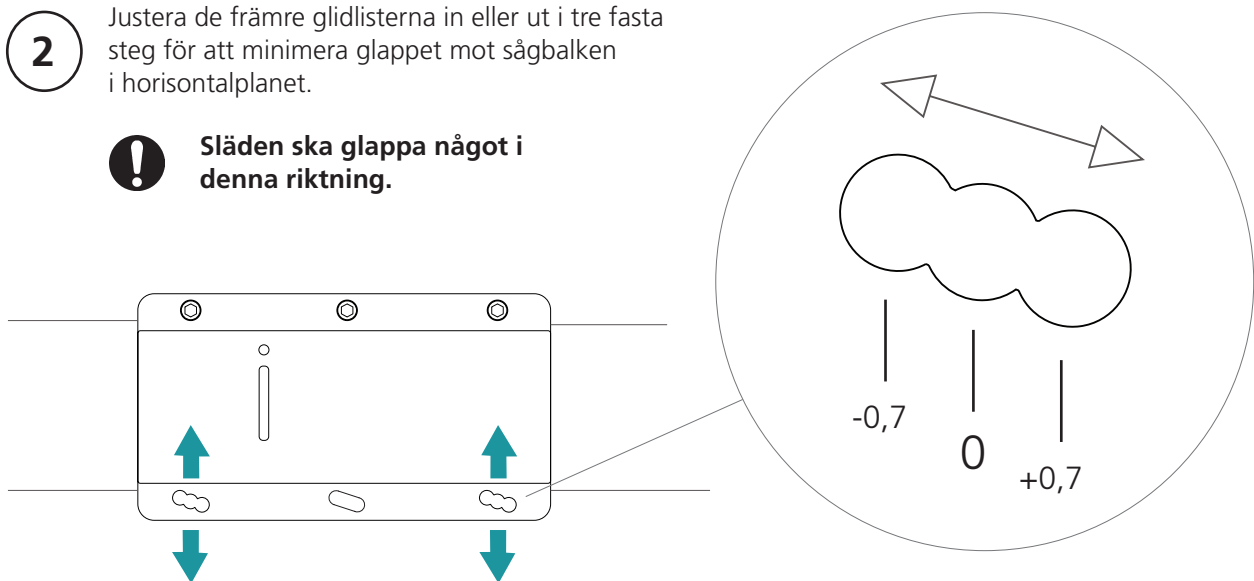 2
Justera de främre glidlisterna in eller ut i tre fasta
steg för att minimera glappet mot sågbalken
i horisontalplanet.
Släden ska glappa något i
denna riktning.
-0,7
0
+0,7